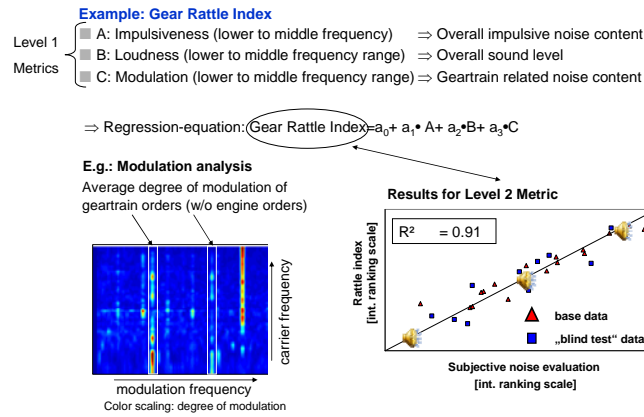 Example: Gear Rattle Index
Level 1
Metrics
A: Impulsiveness (lower to middle frequency) ⇒ Overall impulsive noise content
B: Loudness (lower to middle frequency range) ⇒ Overall sound level
C: Modulation (lower to middle frequency range) ⇒ Geartrain related noise content
⇒ Regression-equation: Gear Rattle Index=a0+ a1• A+ a2•B+ a3•C
E.g.: Modulation analysis
Average degree of modulation of
geartrain orders (w/o engine orders)
carrier frequency
modulation frequency
Color scaling: degree of modulation
Results for Level 2 Metric
R² = 0.91
Rattle index
[int. ranking scale]
base data
„blind test“ data
Subjective noise evaluation
[int. ranking scale]